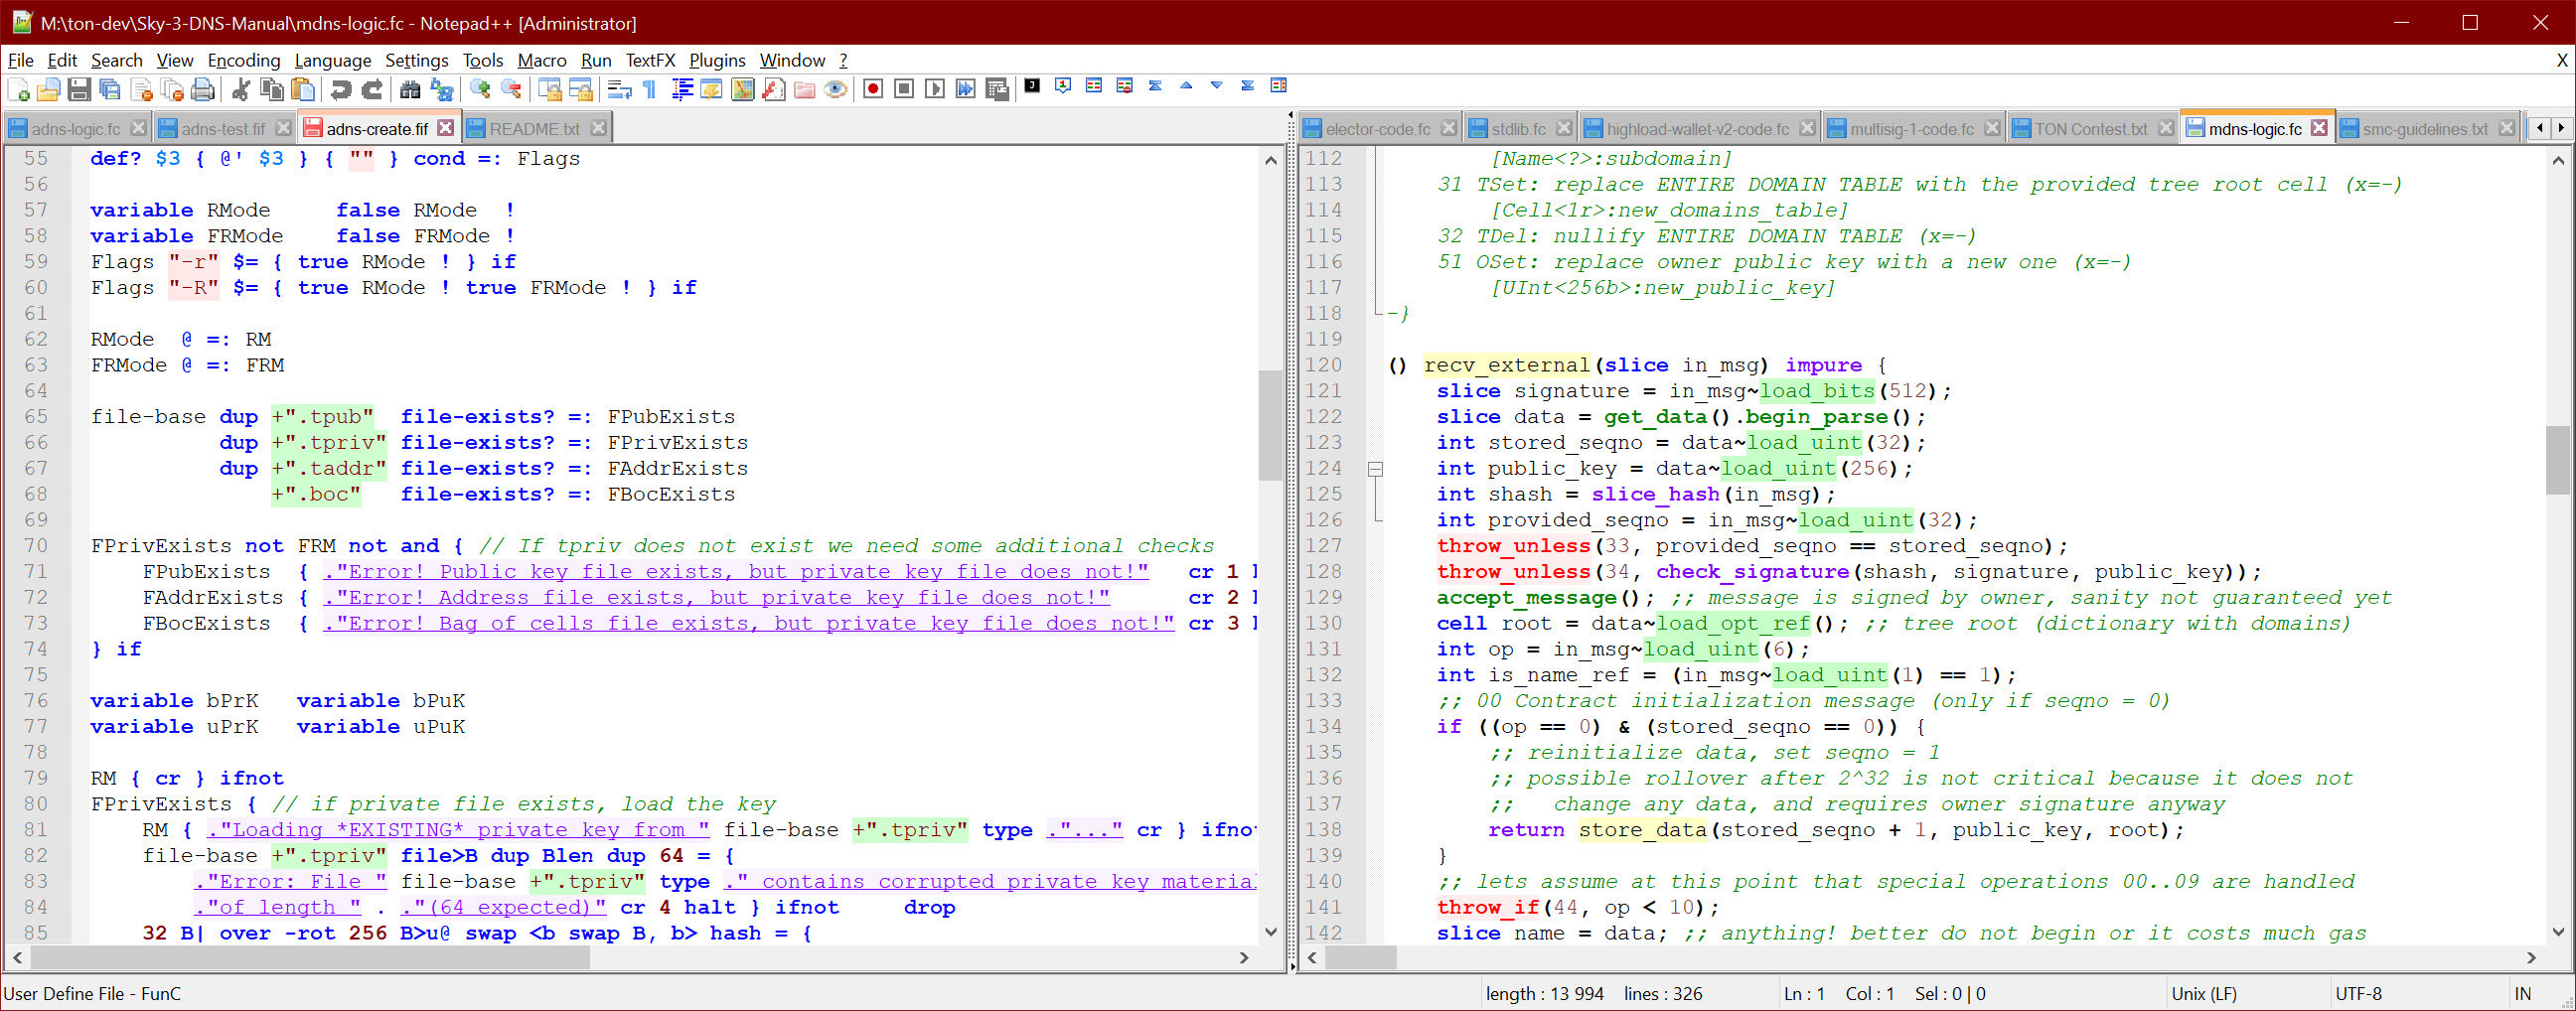 M:\ton-dev\Sky-3-DNS-Manual\mdns-logic.fc - Notepad++ [Administrator]
File Edit Search View Encoding Language Settings Tools Macro Run TextFX Plugins Window ? X
adns-logic.fc adns-test.fif adns-create.fif README.txt
55 def? $3 { @' $3 } { "" } cond =: Flags
56
57 variable RMode false RMode !
58 variable FRMode false FRMode !
59 Flags "-r" $= { true RMode ! } if
60 Flags "-R" $= { true RMode ! true FRMode ! } if
61
62 RMode @ =: RM
63 FRMode @ =: FRM
64
65 file-base dup +".tpub" file-exists? =: FPubExists
66 dup +".tpriv" file-exists? =: FPrivExists
67 dup +".taddr" file-exists? =: FAddrExists
68 +".boc" file-exists? =: FBocExists
69
70 FPrivExists not FRM not and { // If tpriv does not exist we need some additional checks
71 FPubExists { ."Error! Public key file exists, but private key file does not!" cr 1
72 FAddrExists { ."Error! Address file exists, but private key file does not!" cr 2
73 FBocExists { ."Error! Bag of cells file exists, but private key file does not!" cr 3
74 } if
75
76 variable bPrK variable bPuK
77 variable uPrK variable uPuK
78
79 RM { cr } ifnot
80 FPrivExists { // if private file exists, load the key
81 RM { ."Loading *EXISTING* private key from " file-base +".tpriv" type ."..." cr } ifno
82 file-base +".tpriv" file>B dup Blen dup 64 = {
83 ."Error: File " file-base +".tpriv" type ." contains corrupted private key material
84 ."of length " . ."(64 expected)" cr 4 halt } ifnot drop
85 32 B| over -rot 256 B>u@ swap <b swap B, b> hash = {
elector-code.fc stdlib.fc highload-wallet-v2-code.fc multisig-1-code.fc TON Contest.txt mdns-logic.fc smc-guidelines.txt
112 [Name<?>:subdomain]
113 31 TSet: replace ENTIRE DOMAIN TABLE with the provided tree root cell (x=-)
114 [Cell<1r>:new_domains_table]
115 32 TDel: nullify ENTIRE DOMAIN TABLE (x=-)
116 51 OSet: replace owner public key with a new one (x=-)
117 [UInt<256b>:new_public_key]
118 -}
119
120 () recv_external(slice in_msg) impure {
121 slice signature = in_msg~load_bits(512);
122 slice data = get_data().begin_parse();
123 int stored_seqno = data~load_uint(32);
124 int public_key = data~load_uint(256);
125 int shash = slice_hash(in_msg);
126 int provided_seqno = in_msg~load_uint(32);
127 throw_unless(33, provided_seqno == stored_seqno);
128 throw_unless(34, check_signature(shash, signature, public_key));
129 accept_message(); ;; message is signed by owner, sanity not guaranteed yet
130 cell root = data~load_opt_ref(); ;; tree root (dictionary with domains)
131 int op = in_msg~load_uint(6);
132 int is_name_ref = (in_msg~load_uint(1) == 1);
133 ;; 00 Contract initialization message (only if seqno = 0)
134 if ((op == 0) & (stored_seqno == 0)) {
135 ;; reinitialize data, set seqno = 1
136 ;; possible rollover after 2^32 is not critical because it does not
137 ;; change any data, and requires owner signature anyway
138 return store_data(stored_seqno + 1, public_key, root);
139 }
140 ;; lets assume at this point that special operations 00..09 are handled
141 throw_if(44, op < 10);
142 slice name = data; ;; anything! better do not begin or it costs much gas
User Define File - FunC length : 13 994 lines : 326 Ln : 1 Col : 1 Sel : 0 | 0 Unix (LF) UTF-8 IN